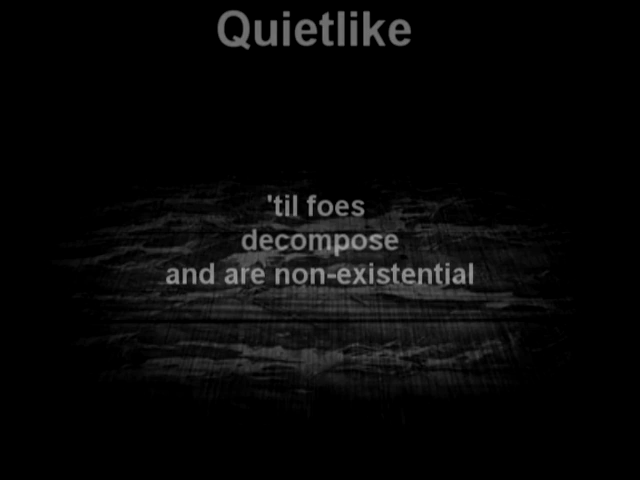 Quietlike
'til foes
decompose
and are non-existential